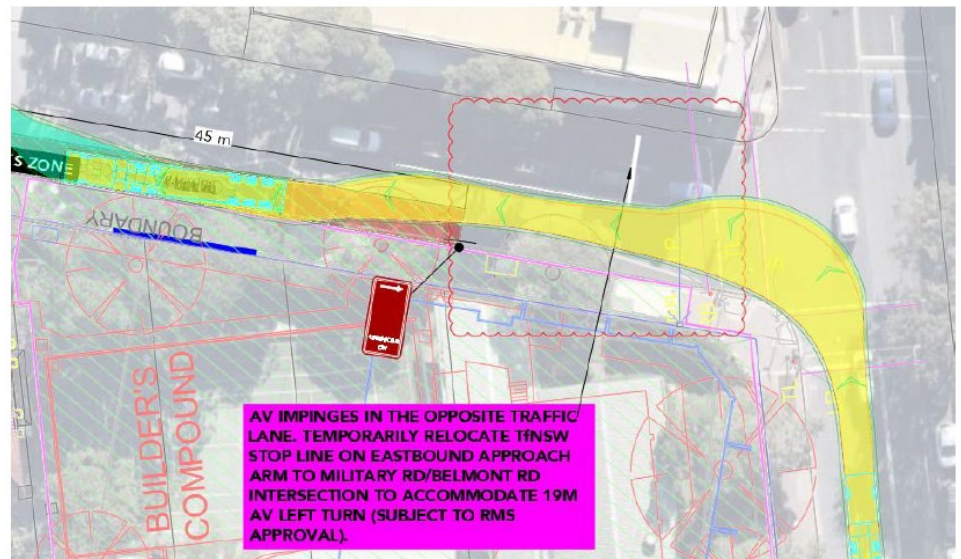 45 m
S ZONE
BOUNDARY
BUILDER'S
COMPOUND
AV IMPINGES IN THE OPPOSITE TRAFFIC
LANE. TEMPORARILY RELOCATE TfNSW
STOP LINE ON EASTBOUND APPROACH
ARM TO MILITARY RD/BELMONT RD
INTERSECTION TO ACCOMMODATE 19M
AV LEFT TURN (SUBJECT TO RMS
APPROVAL).